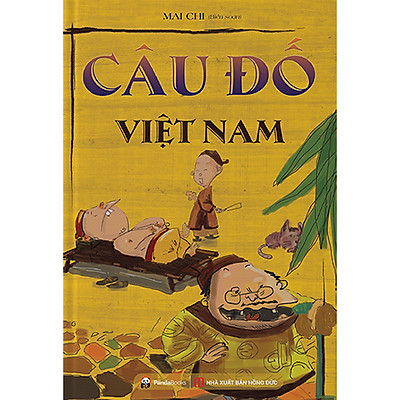 MAI CHI (Biên soạn)
CÂU ĐỐ
VIỆT NAM
PandaBooks NHÀ XUẤT BẢN HỒNG ĐỨC